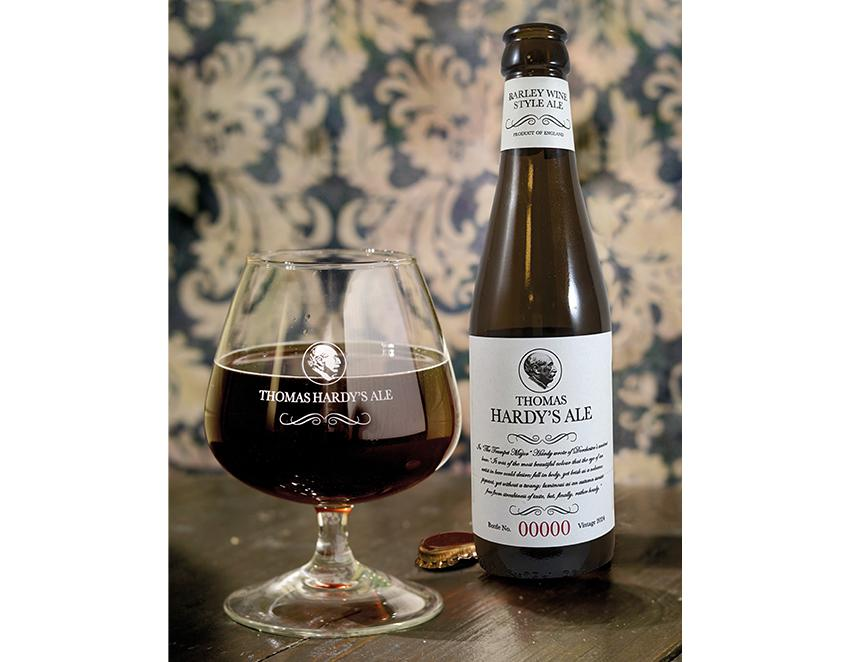 BARLEY WINE
STYLE ALE
PRODUCT OF ENGLAND
THOMAS HARDY'S ALE
THOMAS
HARDY'S ALE
In "The Trumpet Major" Hardy wrote of Dorchester's
beer. "It was of the most beautiful colour that the eye of an
artist in beer could desire; full in body, yet brisk as a volcano;
piquant, yet without a twang; luminous as an autumn sunset;
free from streakiness of taste, but, finally, rather heady."
Bottle No. 00000 Vintage